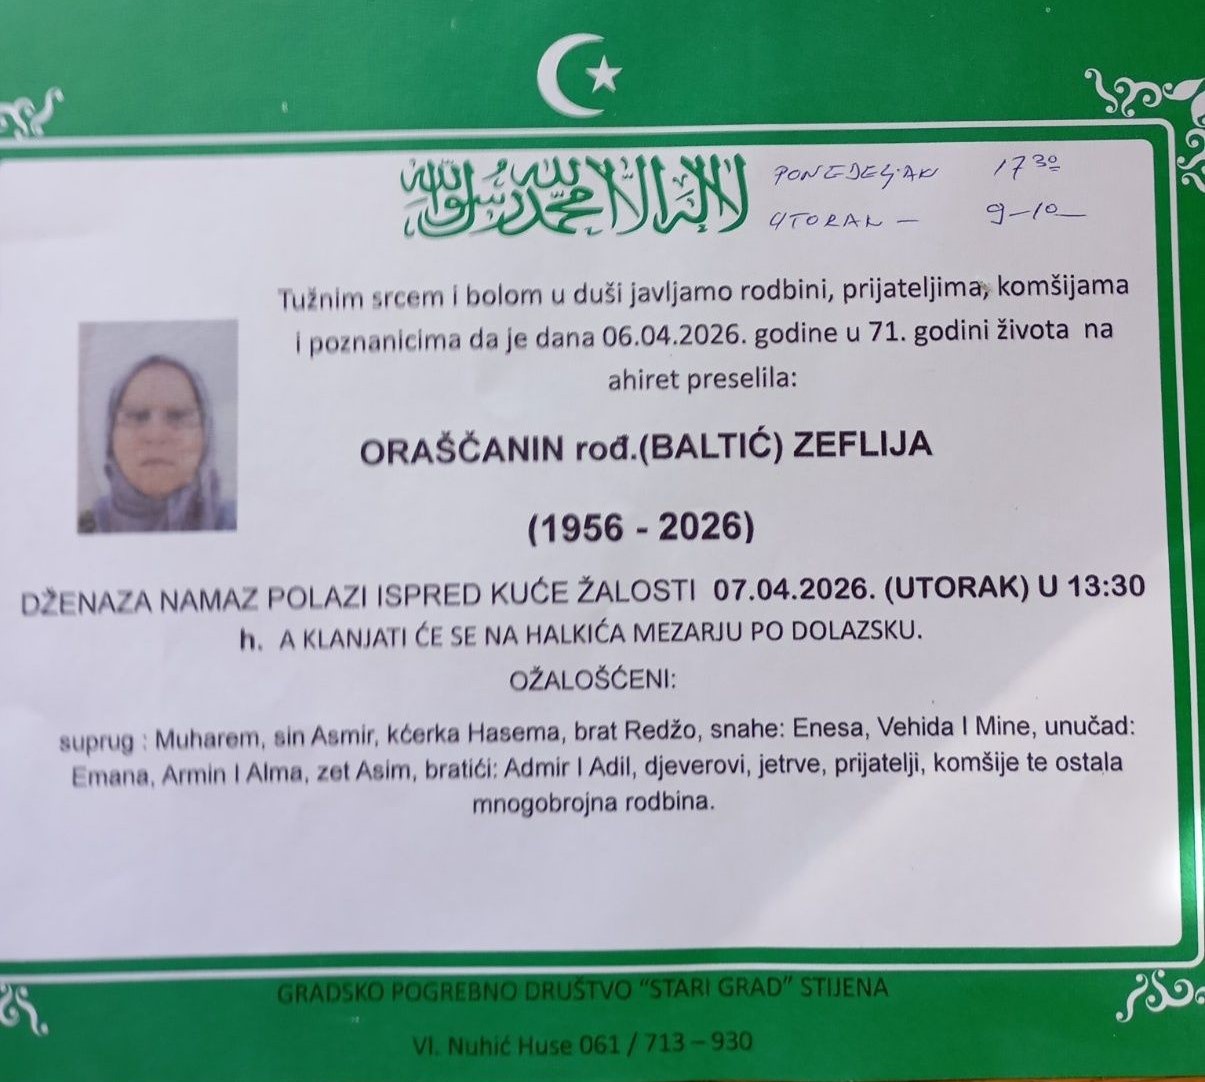 لا إله إلا الله محمد رسول الله
PONEDELJAK 17 30
UTORAK – 9-10
Tužnim srcem i bolom u duši javljamo rodbini, prijateljima, komšijama
i poznanicima da je dana 06.04.2026. godine u 71. godini života na
ahiret preselila:
ORAŠČANIN rođ.(BALTIĆ) ZEFLIJA
(1956 - 2026)
DŽENAZA NAMAZ POLAZI ISPRED KUĆE ŽALOSTI 07.04.2026. (UTORAK) U 13:30
h. A KLANJATI ĆE SE NA HALKIĆA MEZARJU PO DOLAZSKU.
OŽALOŠĆENI:
suprug : Muharem, sin Asmir, kćerka Hasema, brat Redžo, snahe: Enesa, Vehida I Mine, unučad:
Emana, Armin I Alma, zet Asim, bratići: Admir I Adil, djeverovi, jetrve, prijatelji, komšije te ostala
mnogobrojna rodbina.
GRADSKO POGREBNO DRUŠTVO "STARI GRAD" STIJENA
Vl. Nuhić Huse 061 / 713 – 930